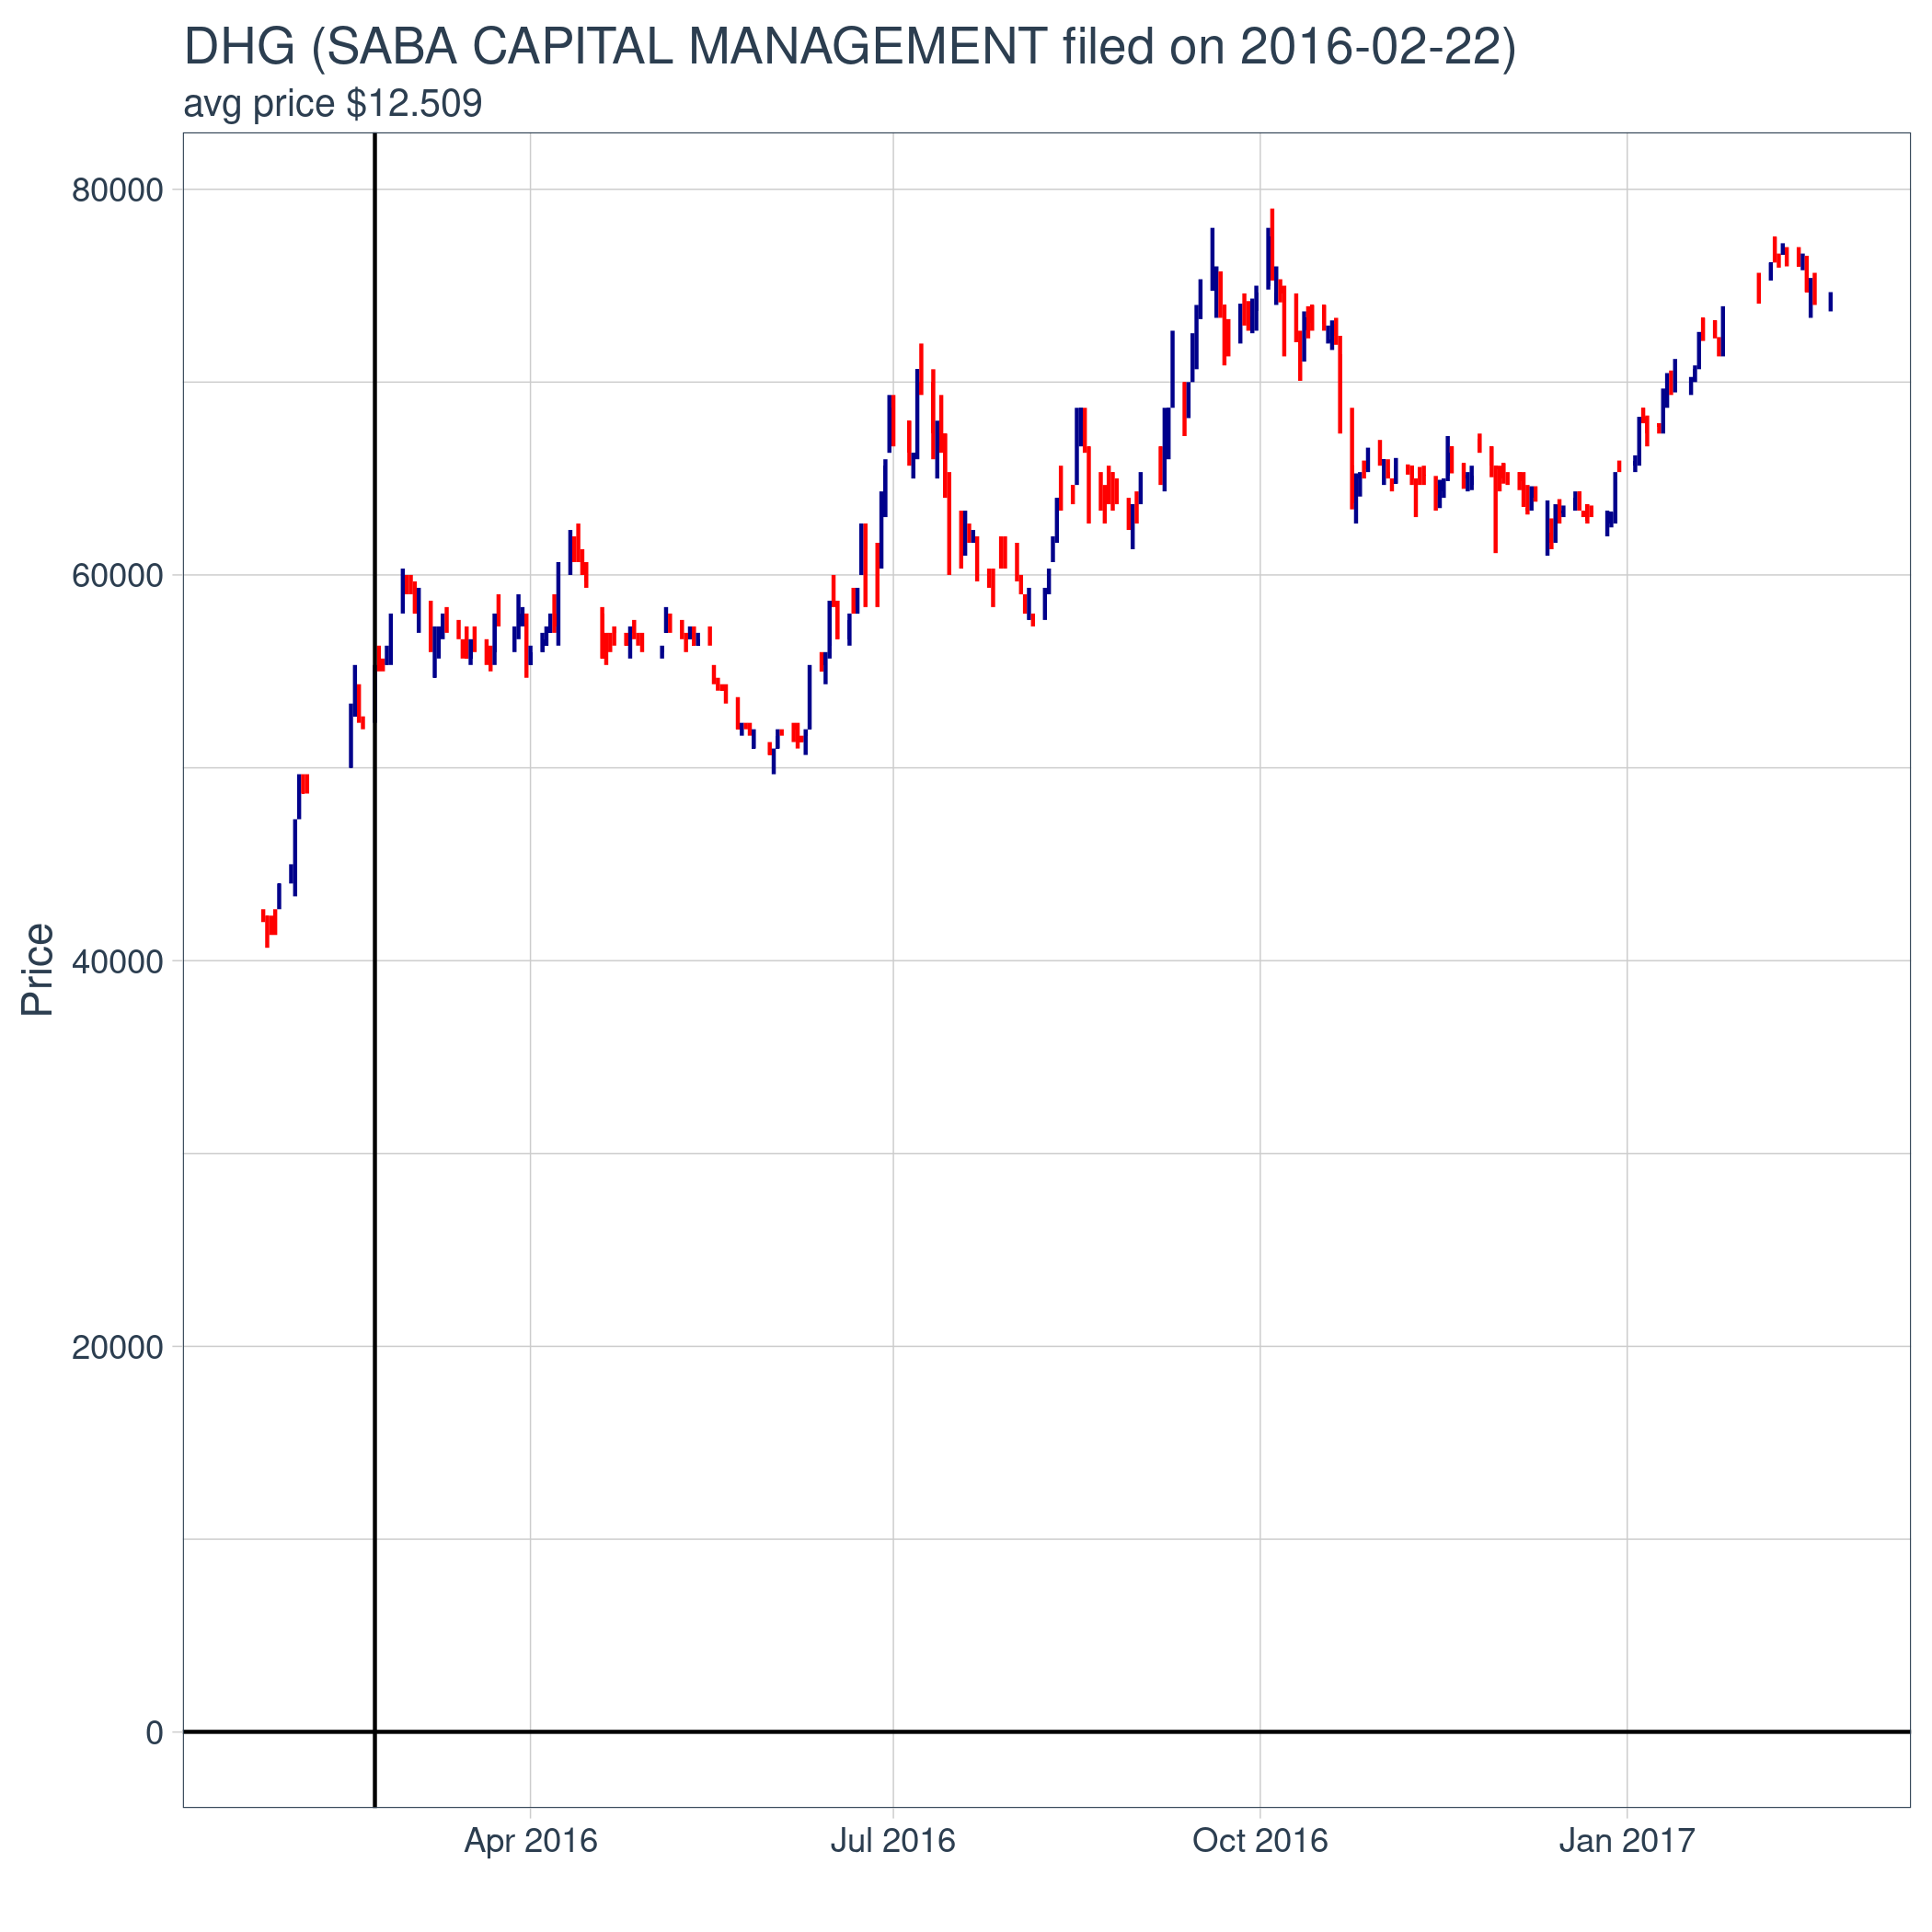 DHG (SABA CAPITAL MANAGEMENT filed on 2016-02-22)
avg price $12.509
80000
60000
40000
20000
0
Price
Apr 2016
Jul 2016
Oct 2016
Jan 2017